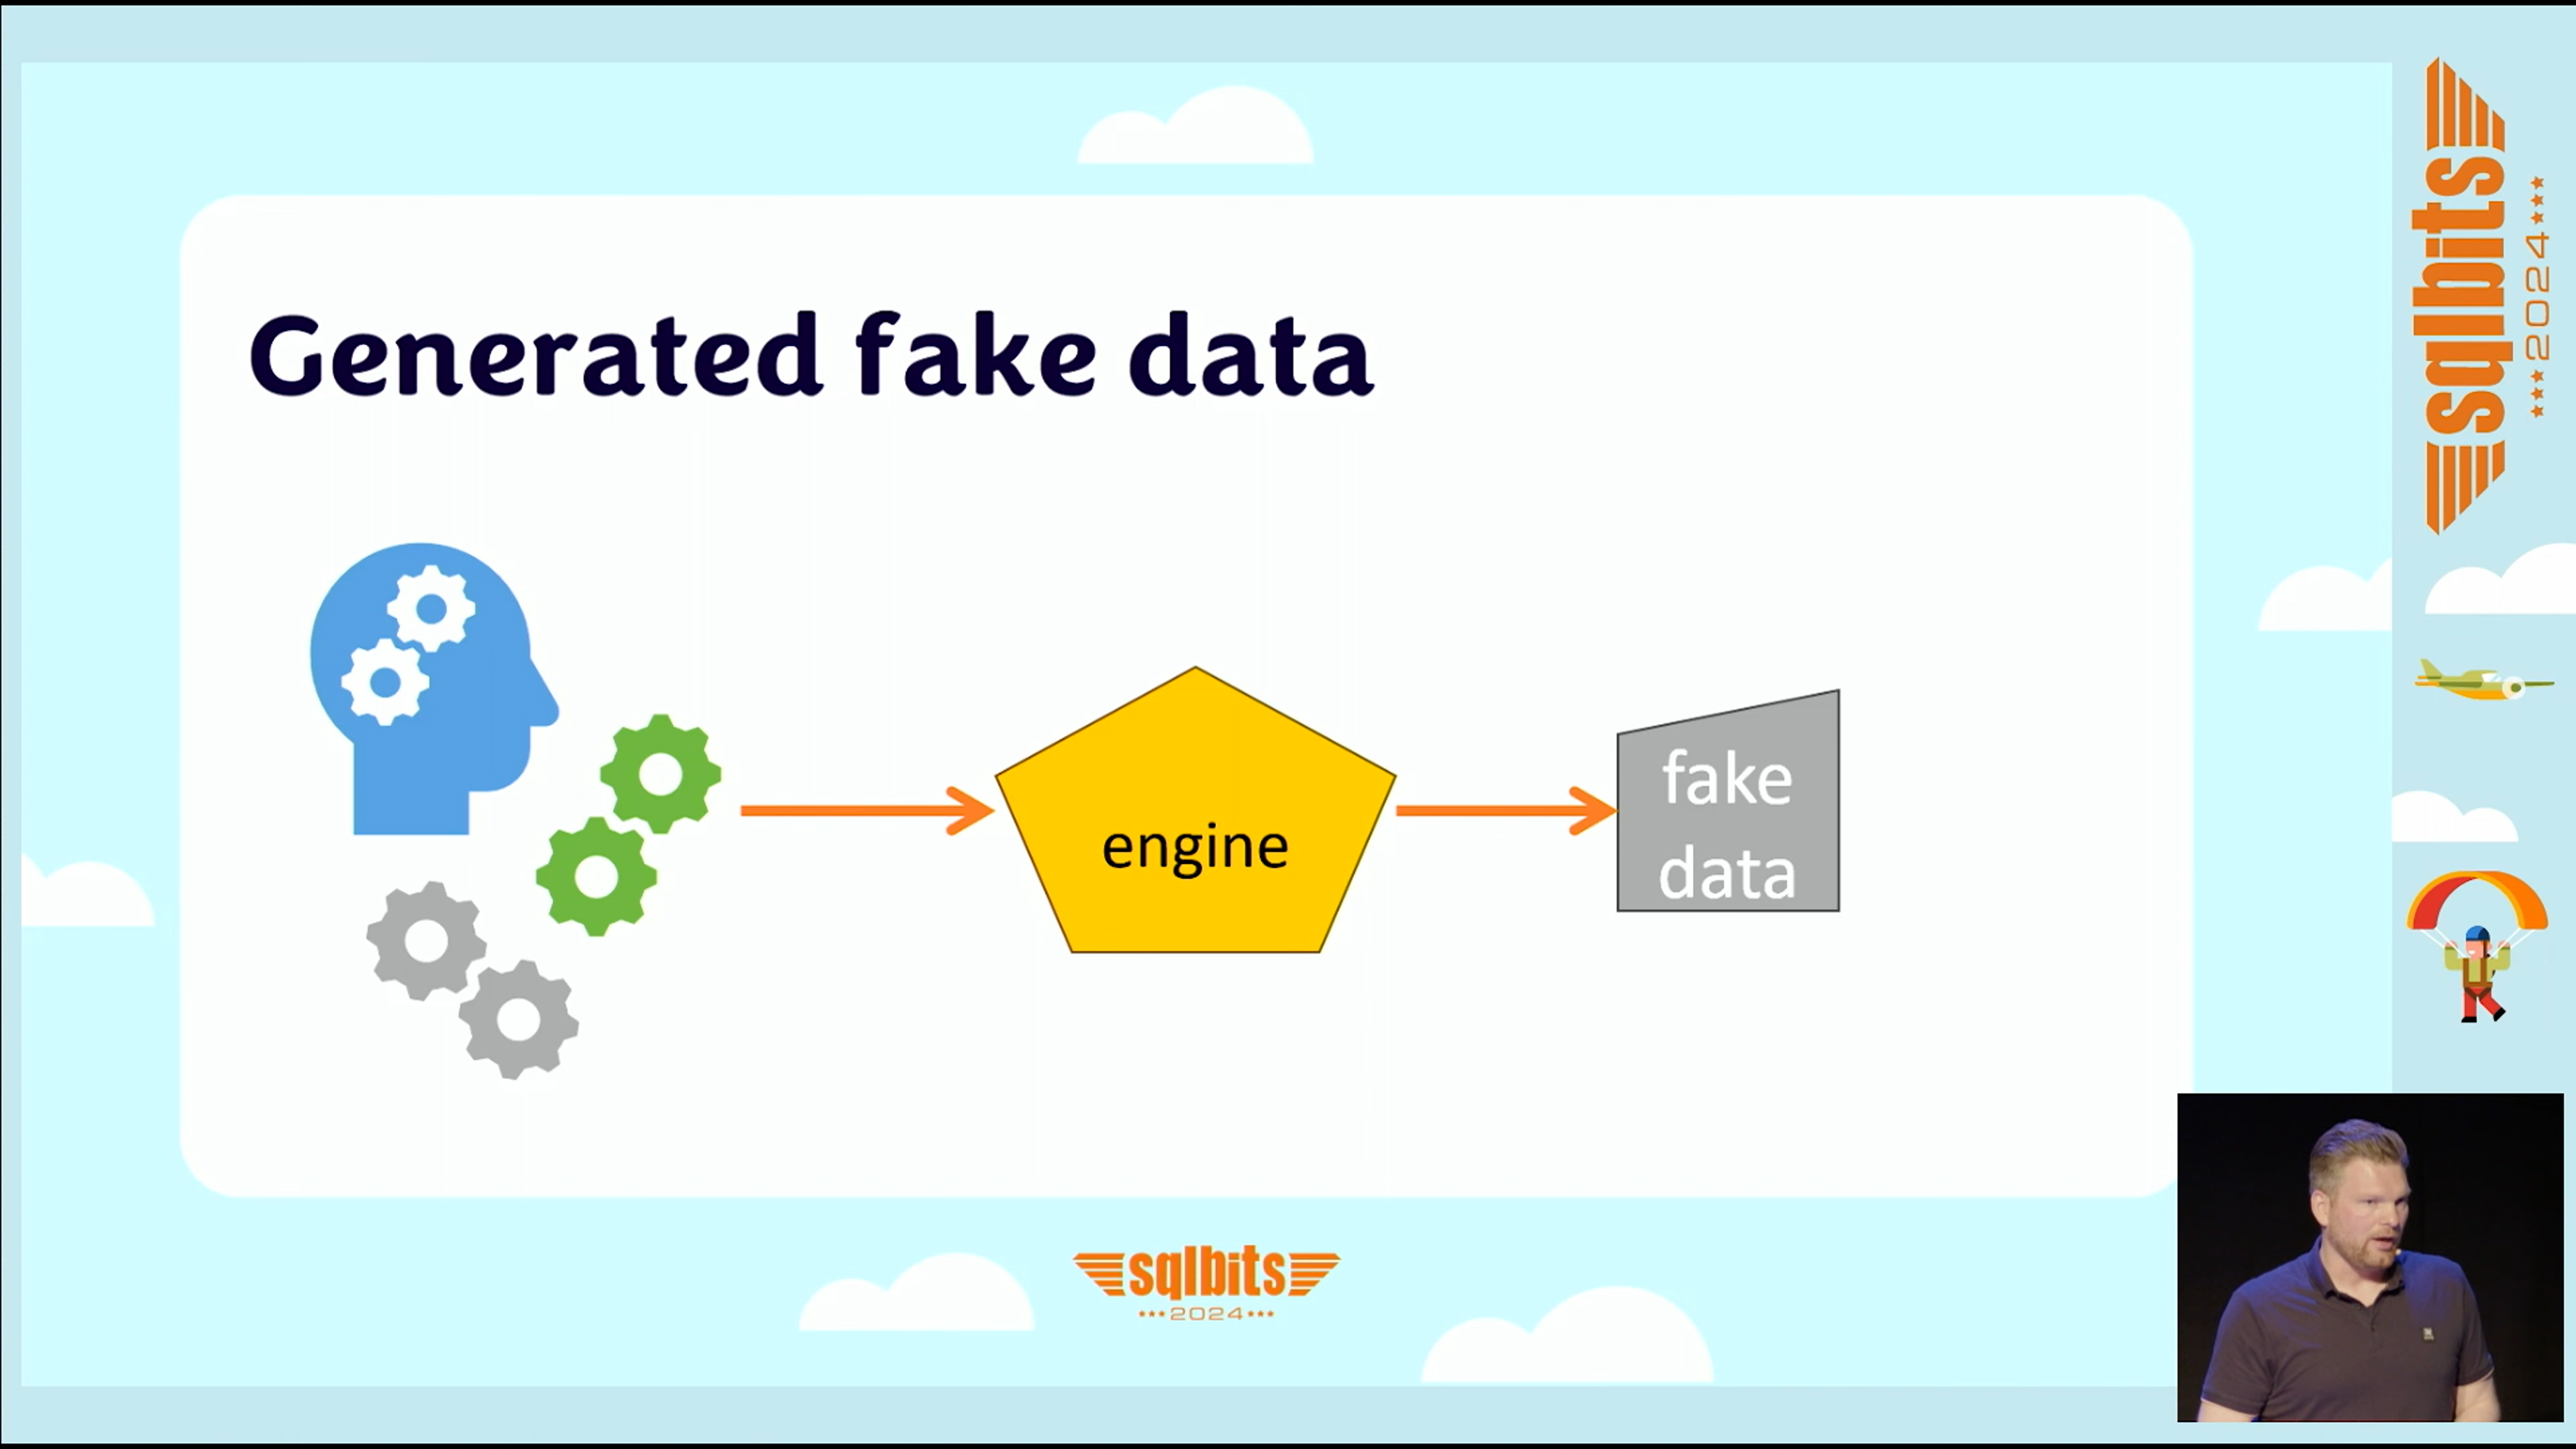 Generated fake data
engine
fake
data
sqlbits
***2024***
sqlbits
****2024****